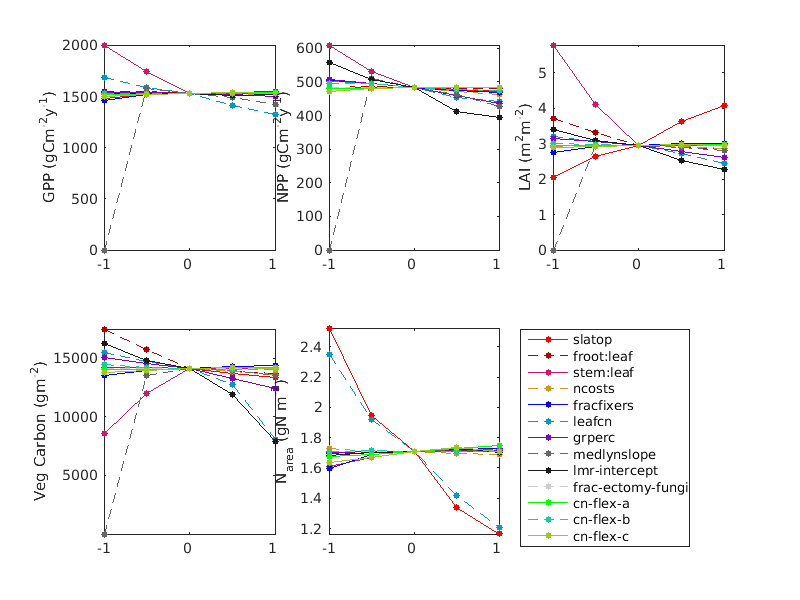 2000
1500
1000
500
0
-1 0 1
GPP (gCm⁻²y⁻¹)
600
500
400
300
200
100
0
-1 0 1
NPP (gCm⁻²y⁻¹)
5
4
3
2
1
0
-1 0 1
LAI (m²m⁻²)
15000
10000
5000
-1 0 1
Veg Carbon (gm⁻²)
2.4
2.2
2
1.8
1.6
1.4
1.2
-1 0 1
N area (gN m⁻²)
slatop
froot:leaf
stem:leaf
ncosts
fracfixers
leafcn
grperc
medlynslope
lmr-intercept
frac-ectomy-fungi
cn-flex-a
cn-flex-b
cn-flex-c